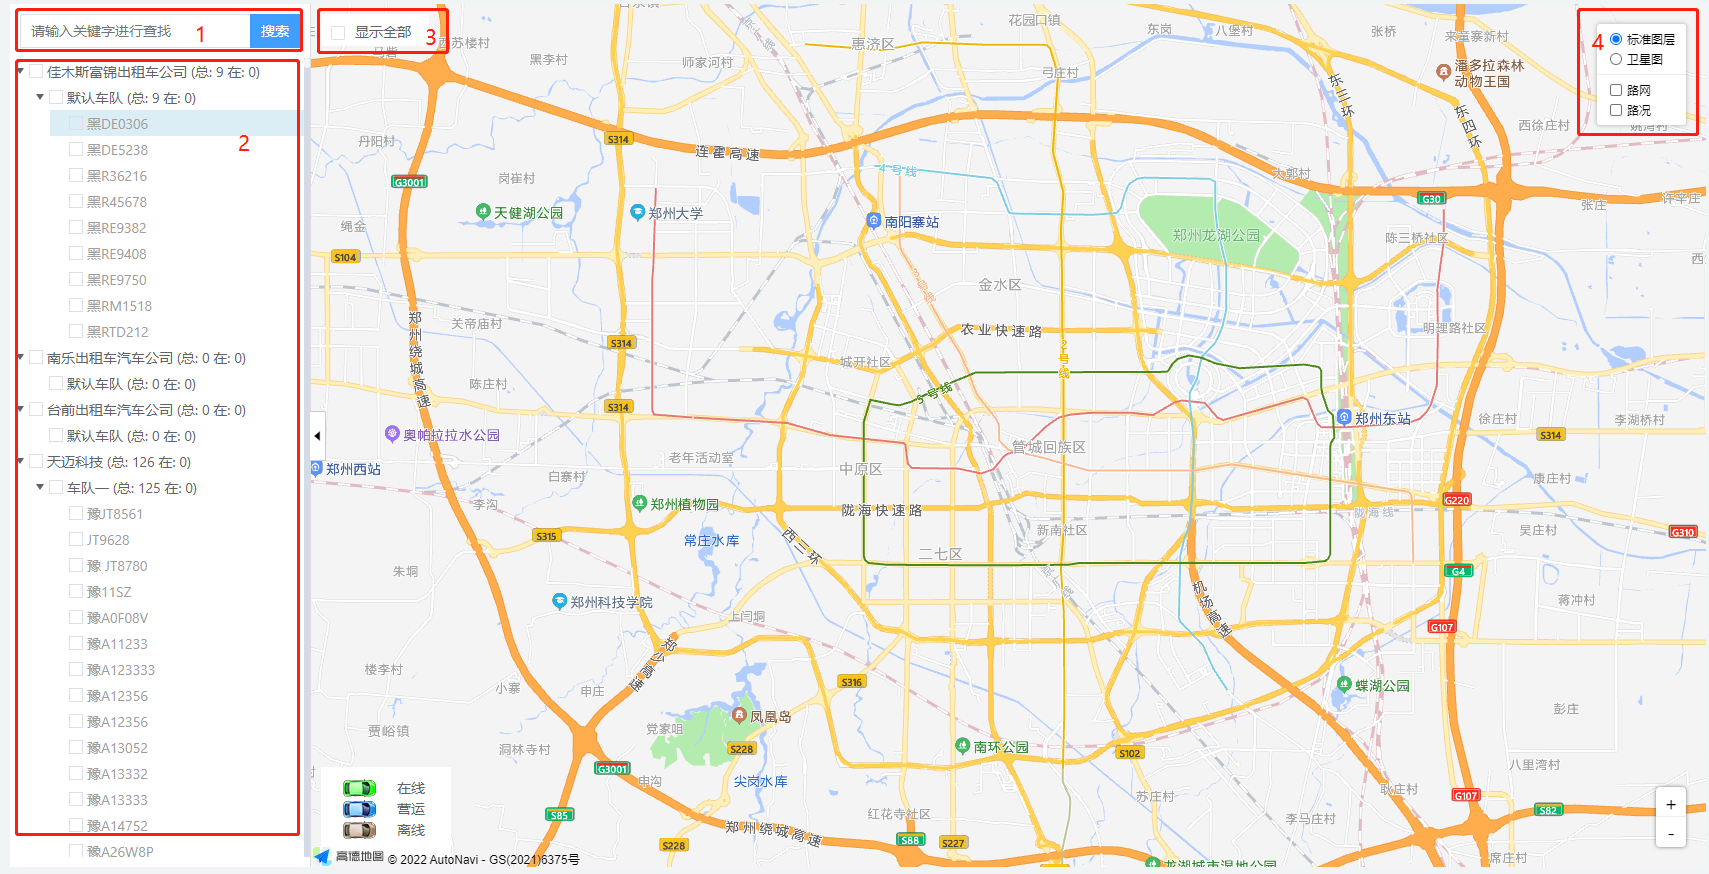 请输入关键字进行查找 1 搜索
显示全部 3
2
4
标准图层
卫星图
路网
路况
佳木斯富锦出租车公司 (总: 9 在: 0)
默认车队 (总: 9 在: 0)
黑DE0306
黑DE5238
黑R36216
黑R45678
黑RE9382
黑RE9408
黑RE9750
黑RM1518
黑RTD212
南乐出租车汽车公司 (总: 0 在: 0)
默认车队 (总: 0 在: 0)
台前出租车汽车公司 (总: 0 在: 0)
默认车队 (总: 0 在: 0)
天迈科技 (总: 126 在: 0)
车队一 (总: 125 在: 0)
豫JT8561
JT9628
豫 JT8780
豫11SZ
豫A0F08V
豫A11233
豫A123333
豫A12356
豫A12356
豫A13052
豫A13332
豫A13333
豫A14752
豫A26W8P
苏楼村
惠济区
花园口镇
东岗
八堡村
张桥
来童寨新村
黑李村
师家河村
弓庄村
东三环
潘多拉森林
动物王国
东四环
西徐庄村
姚湾村
丹阳村
S314
连霍高速
4号线
大郭村
岗崔村
G3001
G30
许辛庄
张庄
天健湖公园
郑州大学
南阳寨站
绳金
郑州龙湖公园
陈三桥社区
S104
金水区
郑州绕城高速
关帝庙村
农业快速路
明理路社区
S314
2号线
城开社区
陈庄村
5号线
S314
郑州东站
徐庄村
李湖桥村
奥帕拉拉水公园
管城回族区
S314
郑州西站
老年活动室
中原区
白寨村
康庄村
李沟
郑州植物园
陇海快速路
G220
陇海线
S315
常庄水库
西三环
新南社区
吴庄村
G310
二七区
朱垌
G4
郑州科技学院
机场高速
蒋冲村
上闫垌
G107
郑少高速
楼李村
小寨
申庄
S316
蝶湖公园
贾峪镇
党家咀
凤凰岛
彭庄
洞林寺村
S228
南环公园
S102
G3001
申沟
尖岗水库
八里湾村
耿庄村
苏庄村
G107
S82
在线
营运
离线
S85
红花寺社区
李马庄村
郑州绕城高速
S228
S88
S227
席庄村
龙湖城市湿地公园
高德地图 © 2022 AutoNavi - GS(2021)6375号
+
-